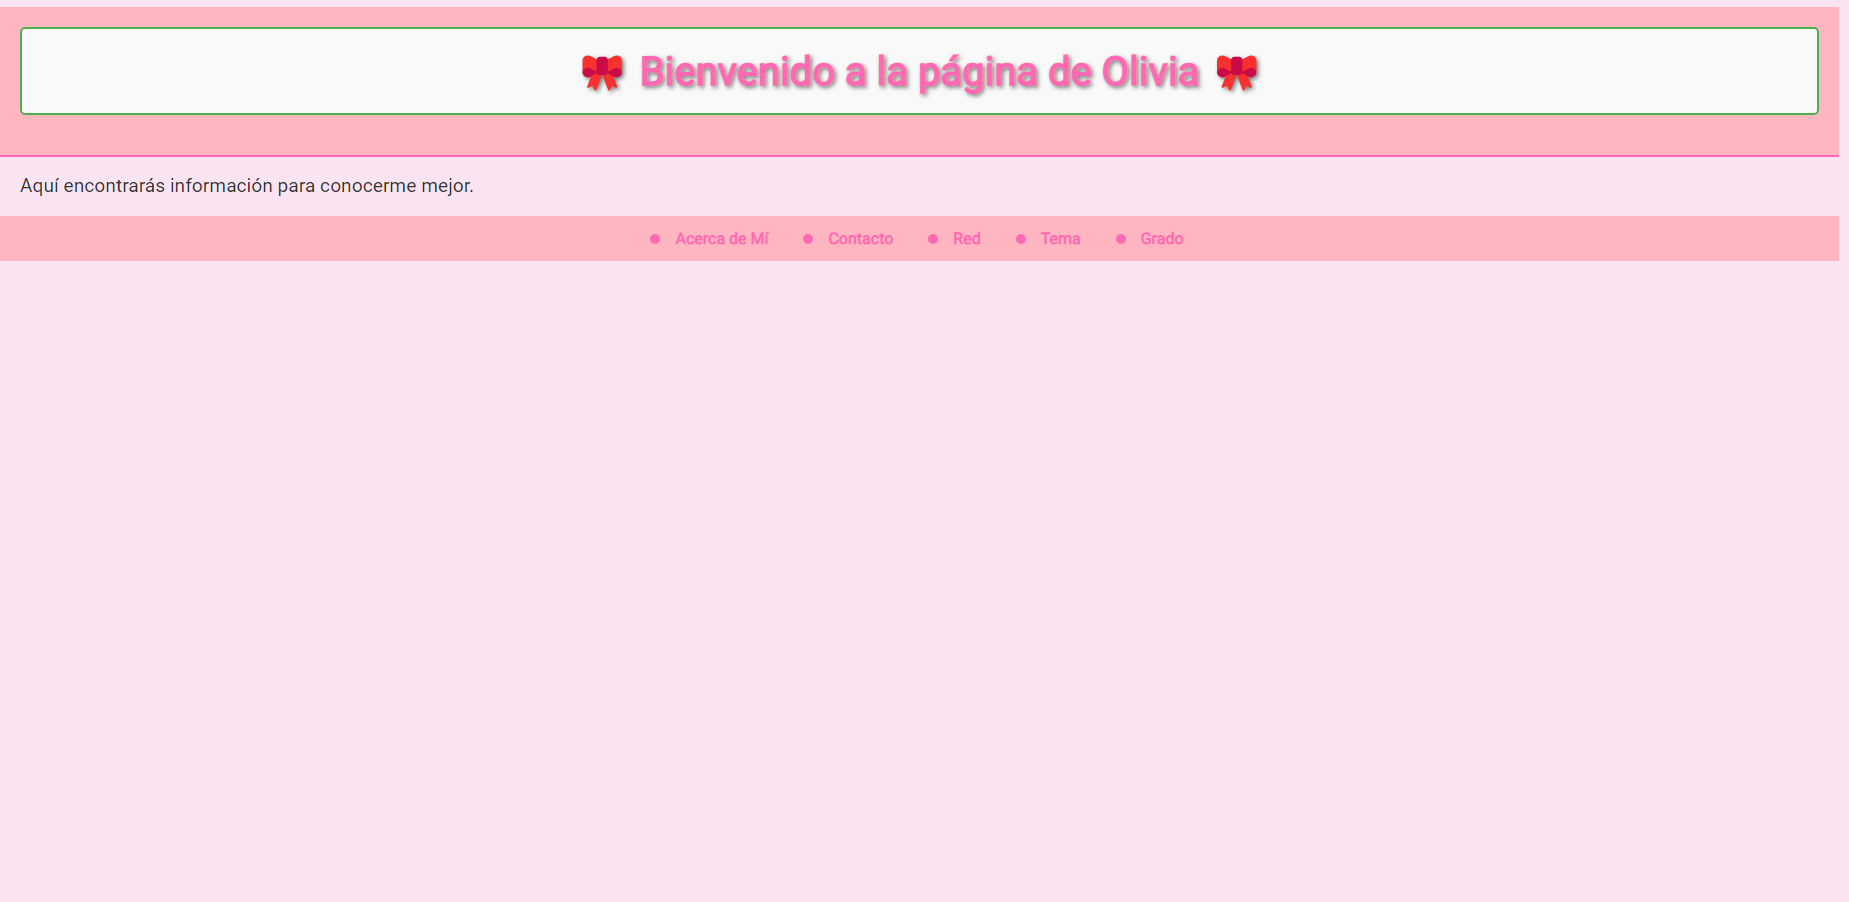 🎀 Bienvenido a la página de Olivia 🎀
Aquí encontrarás información para conocerme mejor.
● Acerca de Mí ● Contacto ● Red ● Tema ● Grado